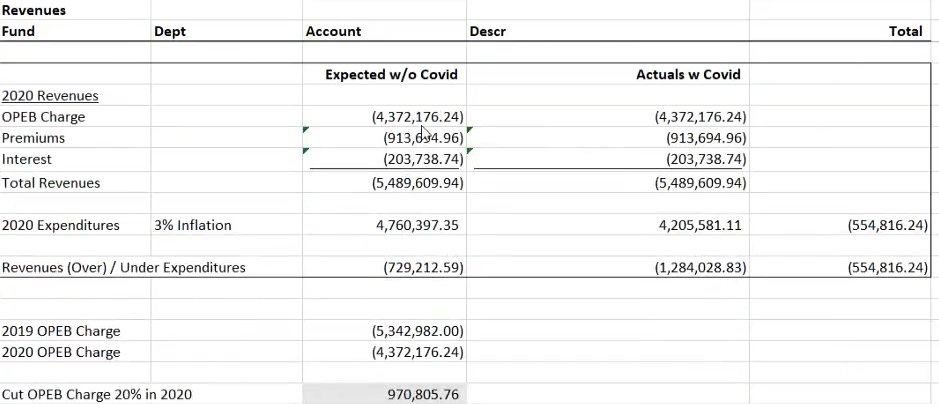 Revenues
Fund Dept Account Descr Total
Expected w/o Covid Actuals w Covid
2020 Revenues
OPEB Charge (4,372,176.24) (4,372,176.24)
Premiums (913,694.96) (913,694.96)
Interest (203,738.74) (203,738.74)
Total Revenues (5,489,609.94) (5,489,609.94)
2020 Expenditures 3% Inflation 4,760,397.35 4,205,581.11 (554,816.24)
Revenues (Over) / Under Expenditures (729,212.59) (1,284,028.83) (554,816.24)
2019 OPEB Charge (5,342,982.00)
2020 OPEB Charge (4,372,176.24)
Cut OPEB Charge 20% in 2020 970,805.76